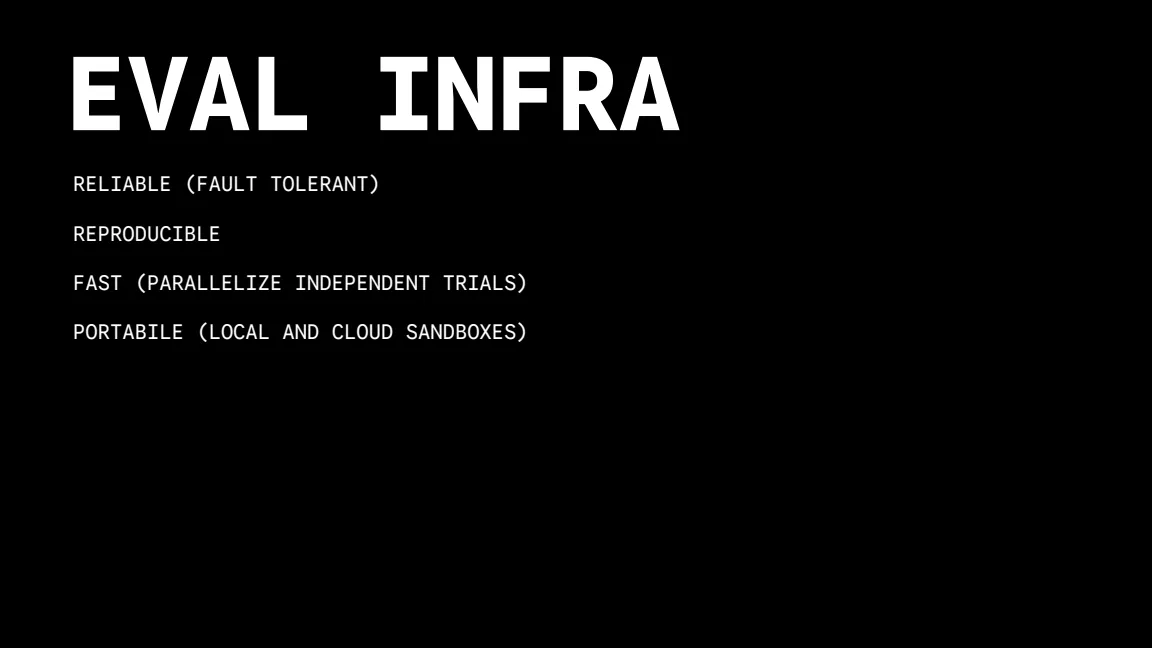 EVAL INFRA
RELIABLE (FAULT TOLERANT)
REPRODUCIBLE
FAST (PARALLELIZE INDEPENDENT TRIALS)
PORTABILE (LOCAL AND CLOUD SANDBOXES)